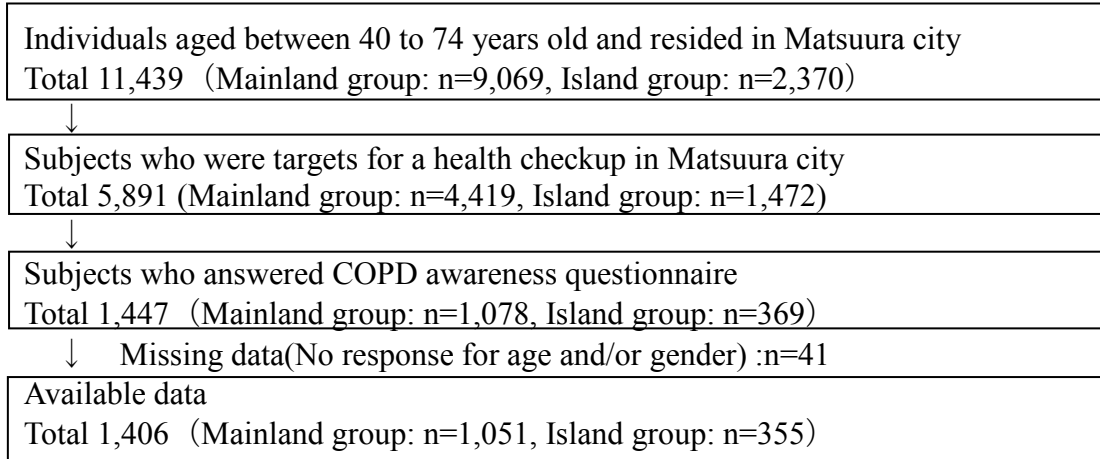 Individuals aged between 40 to 74 years old and resided in Matsuura city
Total 11,439（Mainland group: n=9,069, Island group: n=2,370）
↓
Subjects who were targets for a health checkup in Matsuura city
Total 5,891 (Mainland group: n=4,419, Island group: n=1,472)
↓
Subjects who answered COPD awareness questionnaire
Total 1,447（Mainland group: n=1,078, Island group: n=369）
↓ Missing data(No response for age and/or gender) :n=41
Available data
Total 1,406（Mainland group: n=1,051, Island group: n=355）